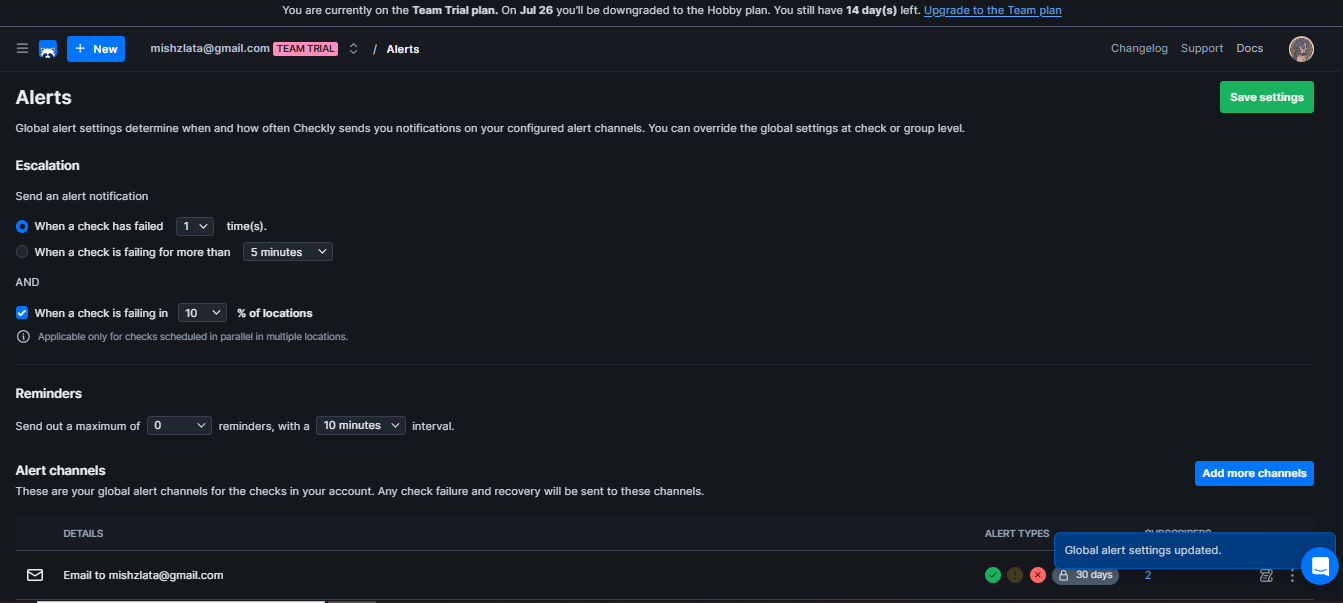 You are currently on the Team Trial plan. On Jul 26 you'll be downgraded to the Hobby plan. You still have 14 day(s) left. Upgrade to the Team plan
+ New mishzlata@gmail.com TEAM TRIAL / Alerts Changelog Support Docs
Alerts Save settings
Global alert settings determine when and how often Checkly sends you notifications on your configured alert channels. You can override the global settings at check or group level.
Escalation
Send an alert notification
When a check has failed 1 time(s).
When a check is failing for more than 5 minutes
AND
When a check is failing in 10 % of locations
Applicable only for checks scheduled in parallel in multiple locations.
Reminders
Send out a maximum of 0 reminders, with a 10 minutes interval.
Alert channels Add more channels
These are your global alert channels for the checks in your account. Any check failure and recovery will be sent to these channels.
DETAILS ALERT TYPES SUBSCRIBERS
Global alert settings updated.
Email to mishzlata@gmail.com 30 days 2